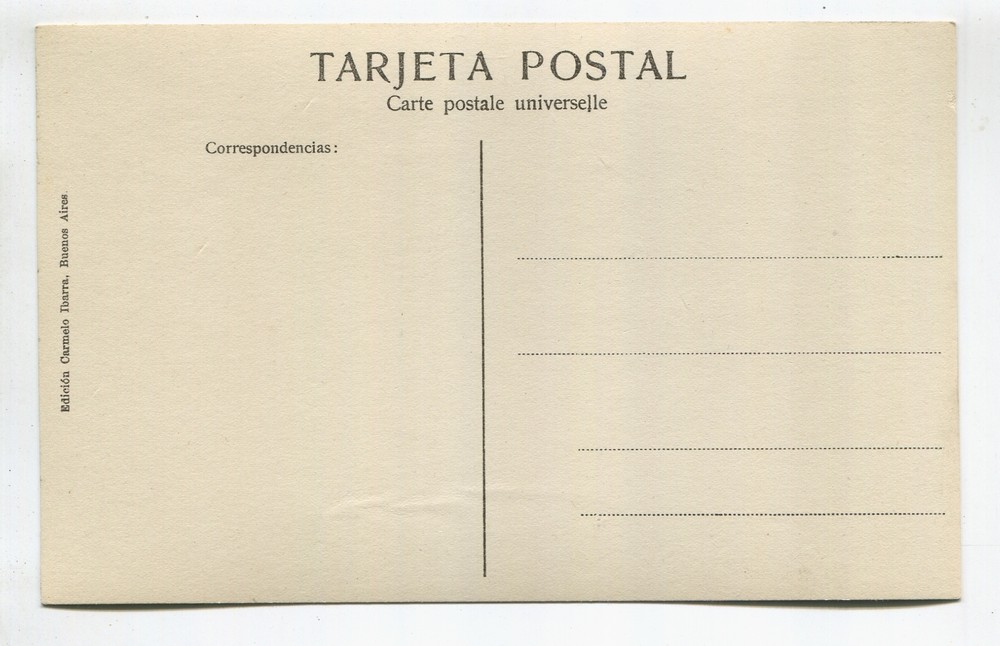 TARJETA POSTAL
Carte postale universelle
Correspondencias:
Edición Carmelo Ibarra, Buenos Aires.